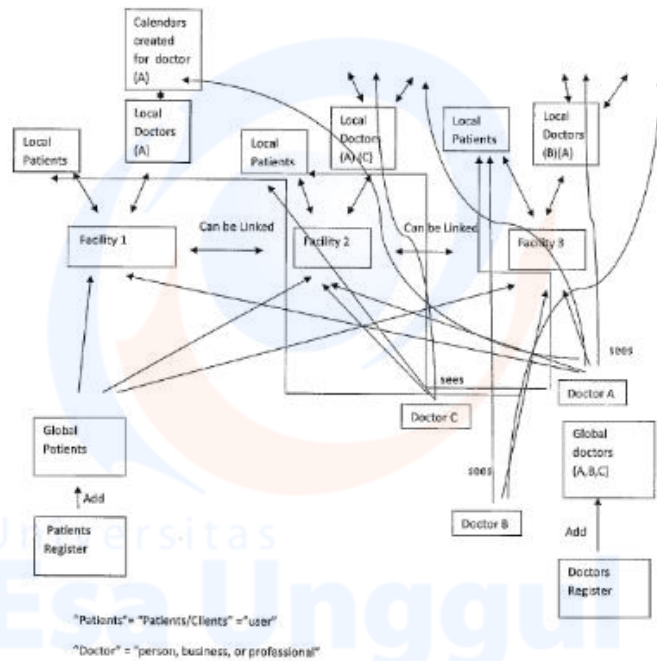 Calendars
created
for doctor
(A)
Local
Doctors
(A)
Local
Patients
Local
Patients
Local
Doctors
(A) (C)
Local
Patients
Local
Doctors
(B)(A)
Facility 1
Can be Linked
Facility 2
Can be Linked
Facility 3
sees
sees
Doctor A
Doctor C
Global
Patients
Global
doctors
(A,B,C)
sees
Add
Doctor B
Add
Patients
Register
Doctors
Register
Universitas
Esa Unggul
"Patients"= "Patients/Clients" ="user"
"Doctor" = "person, business, or professional"